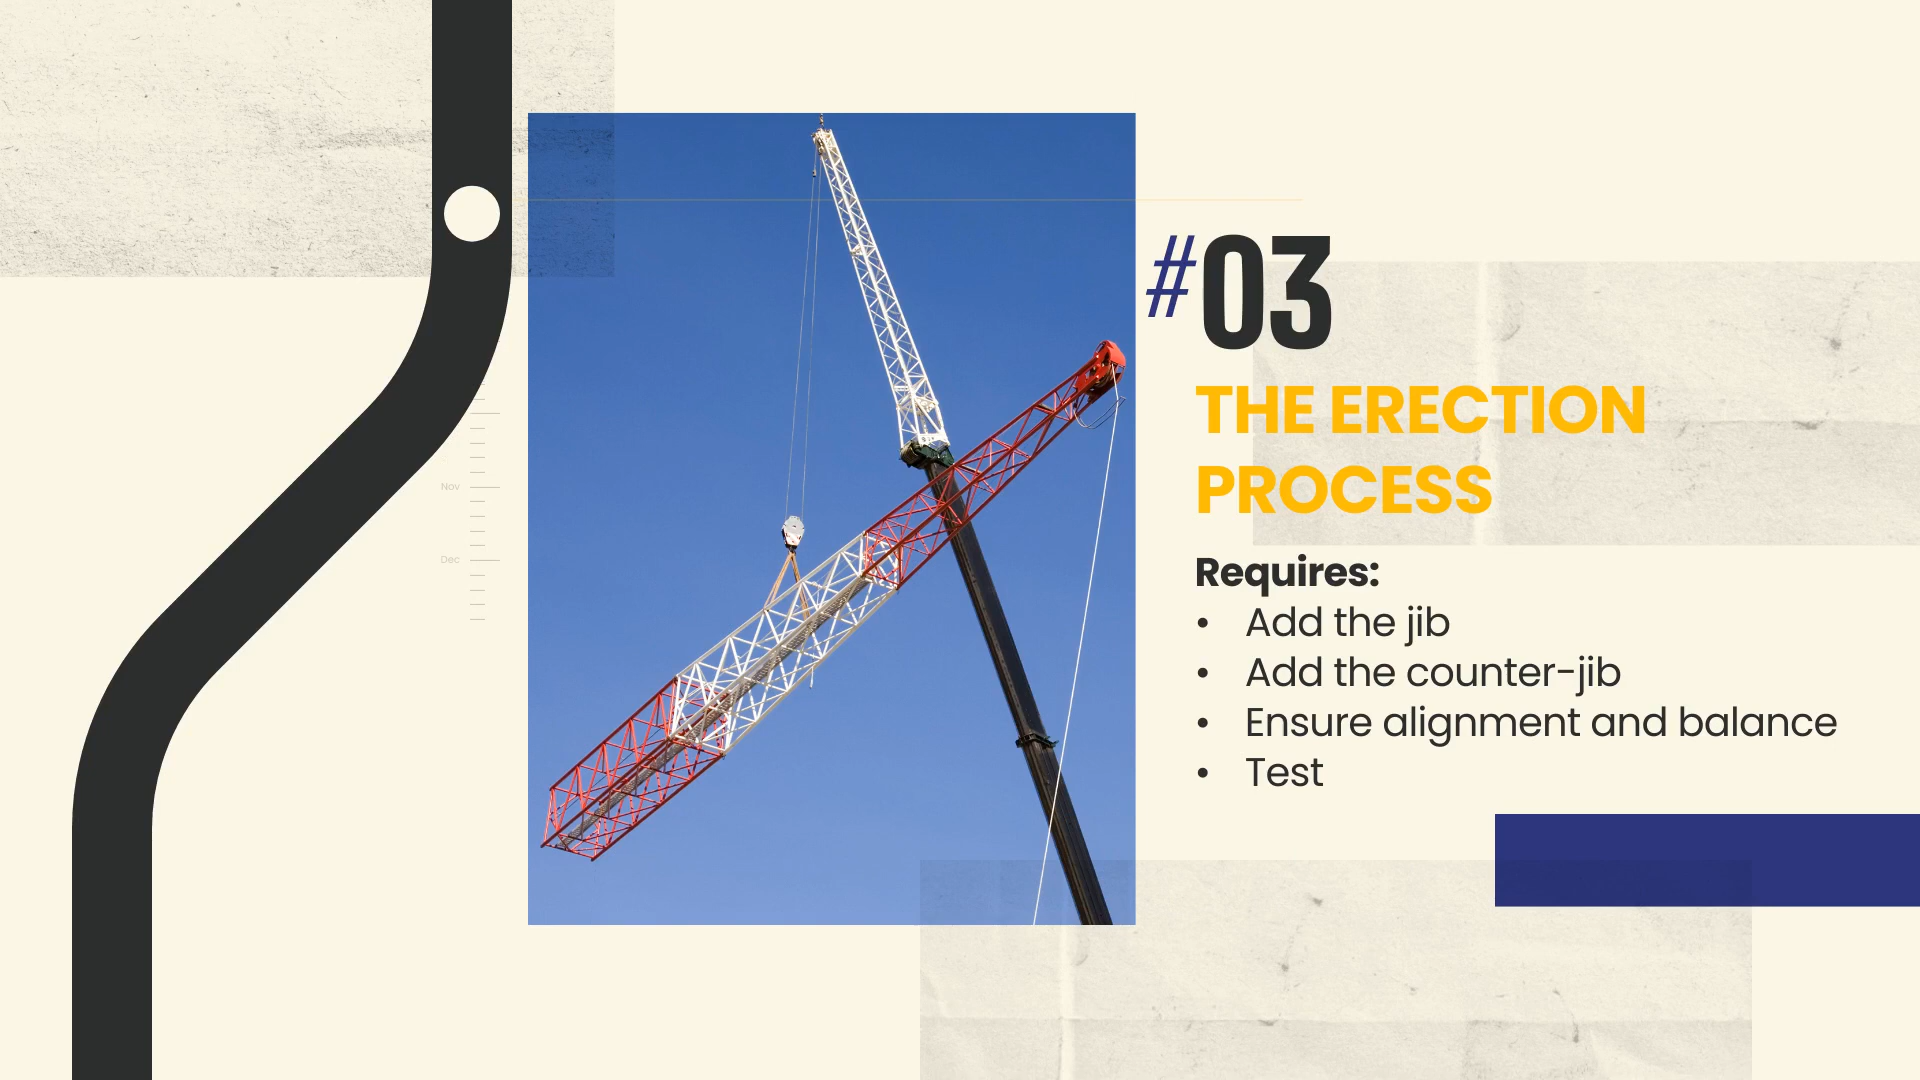 #03
THE ERECTION
PROCESS
Requires:
• Add the jib
• Add the counter-jib
• Ensure alignment and balance
• Test
Nov
Dec